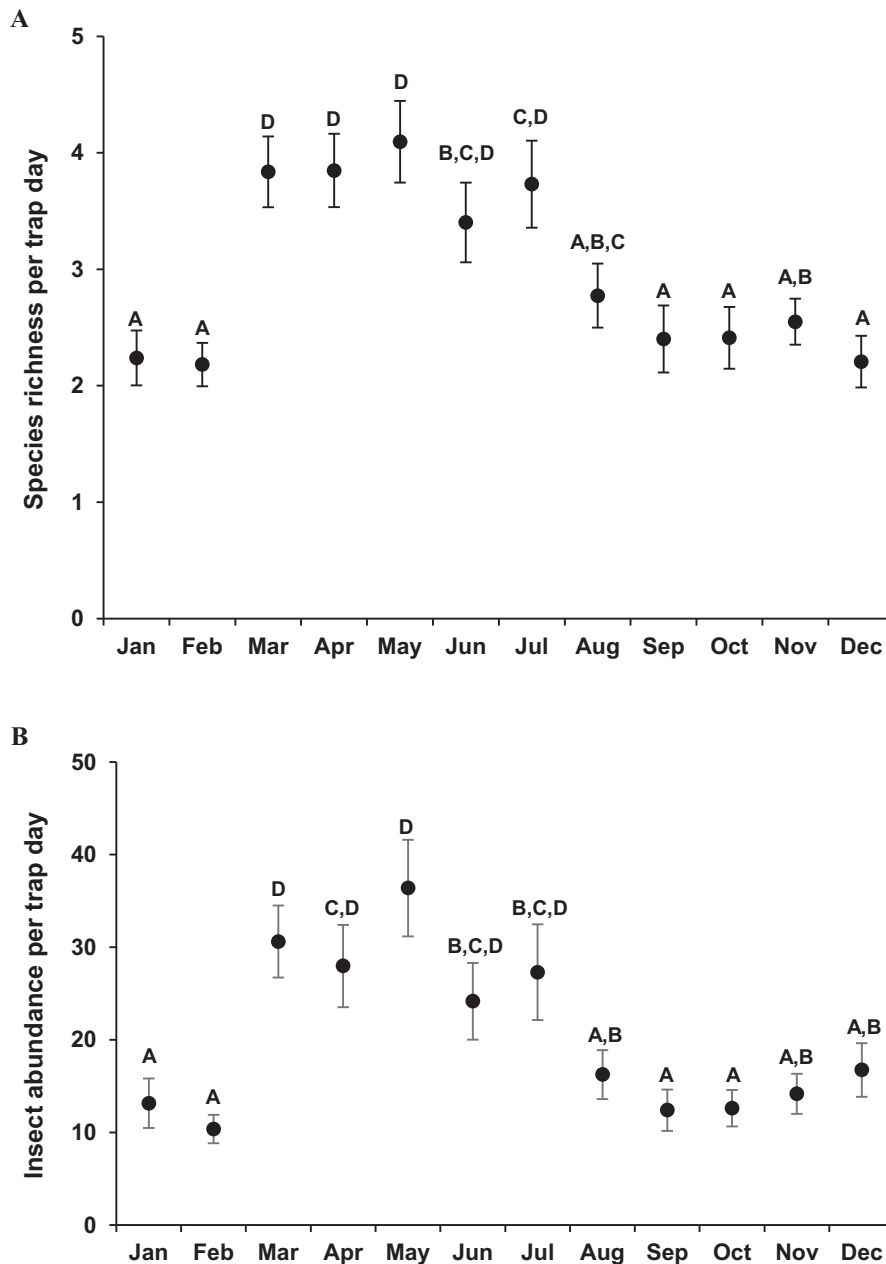 A
Species richness per trap day
5
4
3
2
1
0
A
A
D
D
D
B,C,D
C,D
A,B,C
A
A
A,B
A
Jan Feb Mar Apr May Jun Jul Aug Sep Oct Nov Dec
B
Insect abundance per trap day
50
40
30
20
10
0
A
A
D
C,D
D
B,C,D
B,C,D
A,B
A
A
A,B
A,B
Jan Feb Mar Apr May Jun Jul Aug Sep Oct Nov Dec